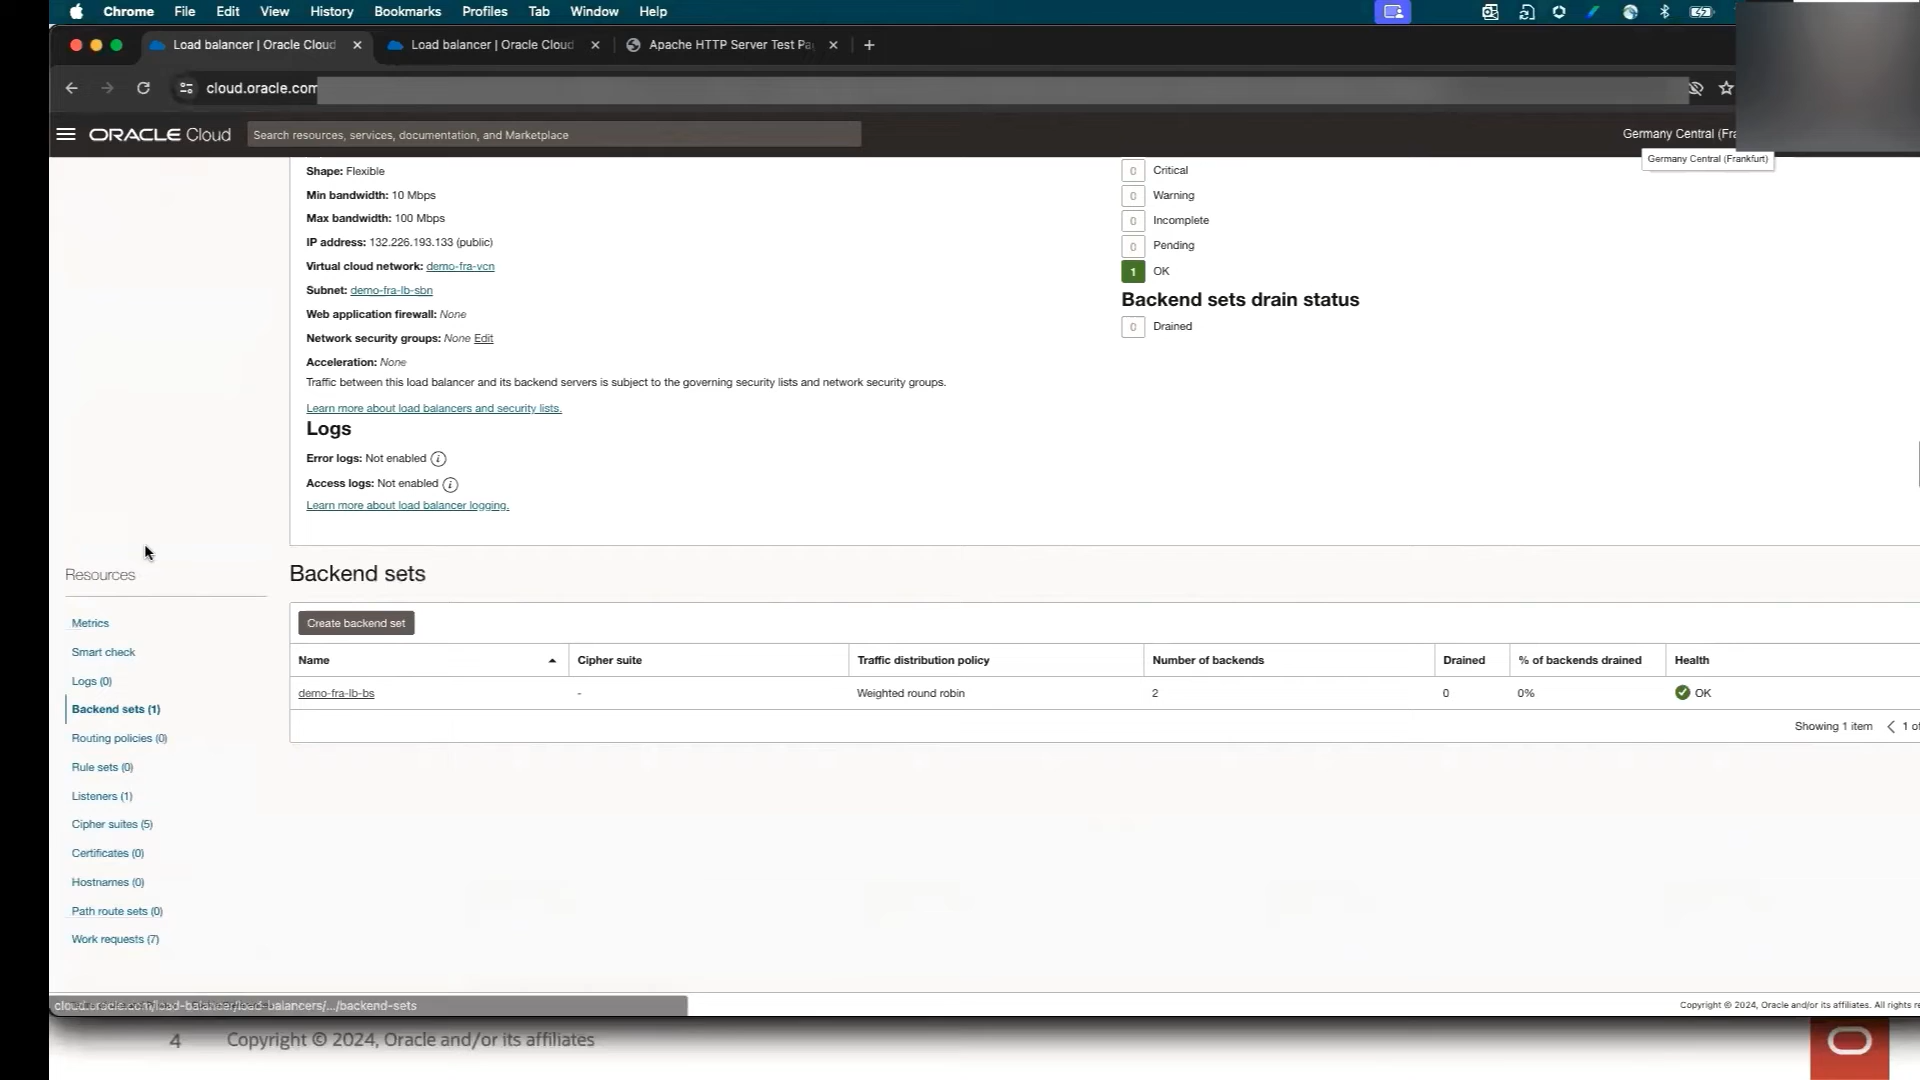 Chrome File Edit View History Bookmarks Profiles Tab Window Help
Load balancer | Oracle Cloud Load balancer | Oracle Cloud Apache HTTP Server Test Pa
cloud.oracle.com
ORACLE Cloud Search resources, services, documentation, and Marketplace Germany Central (Fra
Germany Central (Frankfurt)
Shape: Flexible
Min bandwidth: 10 Mbps
Max bandwidth: 100 Mbps
IP address: 132.226.193.133 (public)
Virtual cloud network: demo-fra-vcn
Subnet: demo-fra-lb-sbn
Web application firewall: None
Network security groups: None Edit
Acceleration: None
Traffic between this load balancer and its backend servers is subject to the governing security lists and network security groups.
Learn more about load balancers and security lists.
0 Critical
0 Warning
0 Incomplete
0 Pending
1 OK
Backend sets drain status
0 Drained
Logs
Error logs: Not enabled
Access logs: Not enabled
Learn more about load balancer logging.
Resources
Metrics
Smart check
Logs (0)
Backend sets (1)
Routing policies (0)
Rule sets (0)
Listeners (1)
Cipher suites (5)
Certificates (0)
Hostnames (0)
Path route sets (0)
Work requests (7)
Backend sets
Create backend set
Name Cipher suite Traffic distribution policy Number of backends Drained % of backends drained Health
demo-fra-lb-bs - Weighted round robin 2 0 0% OK
Showing 1 item 1 of
cloud.oracle.com/load-balancer/load-balancers/.../backend-sets
Copyright © 2024, Oracle and/or its affiliates. All rights re
4 Copyright © 2024, Oracle and/or its affiliates